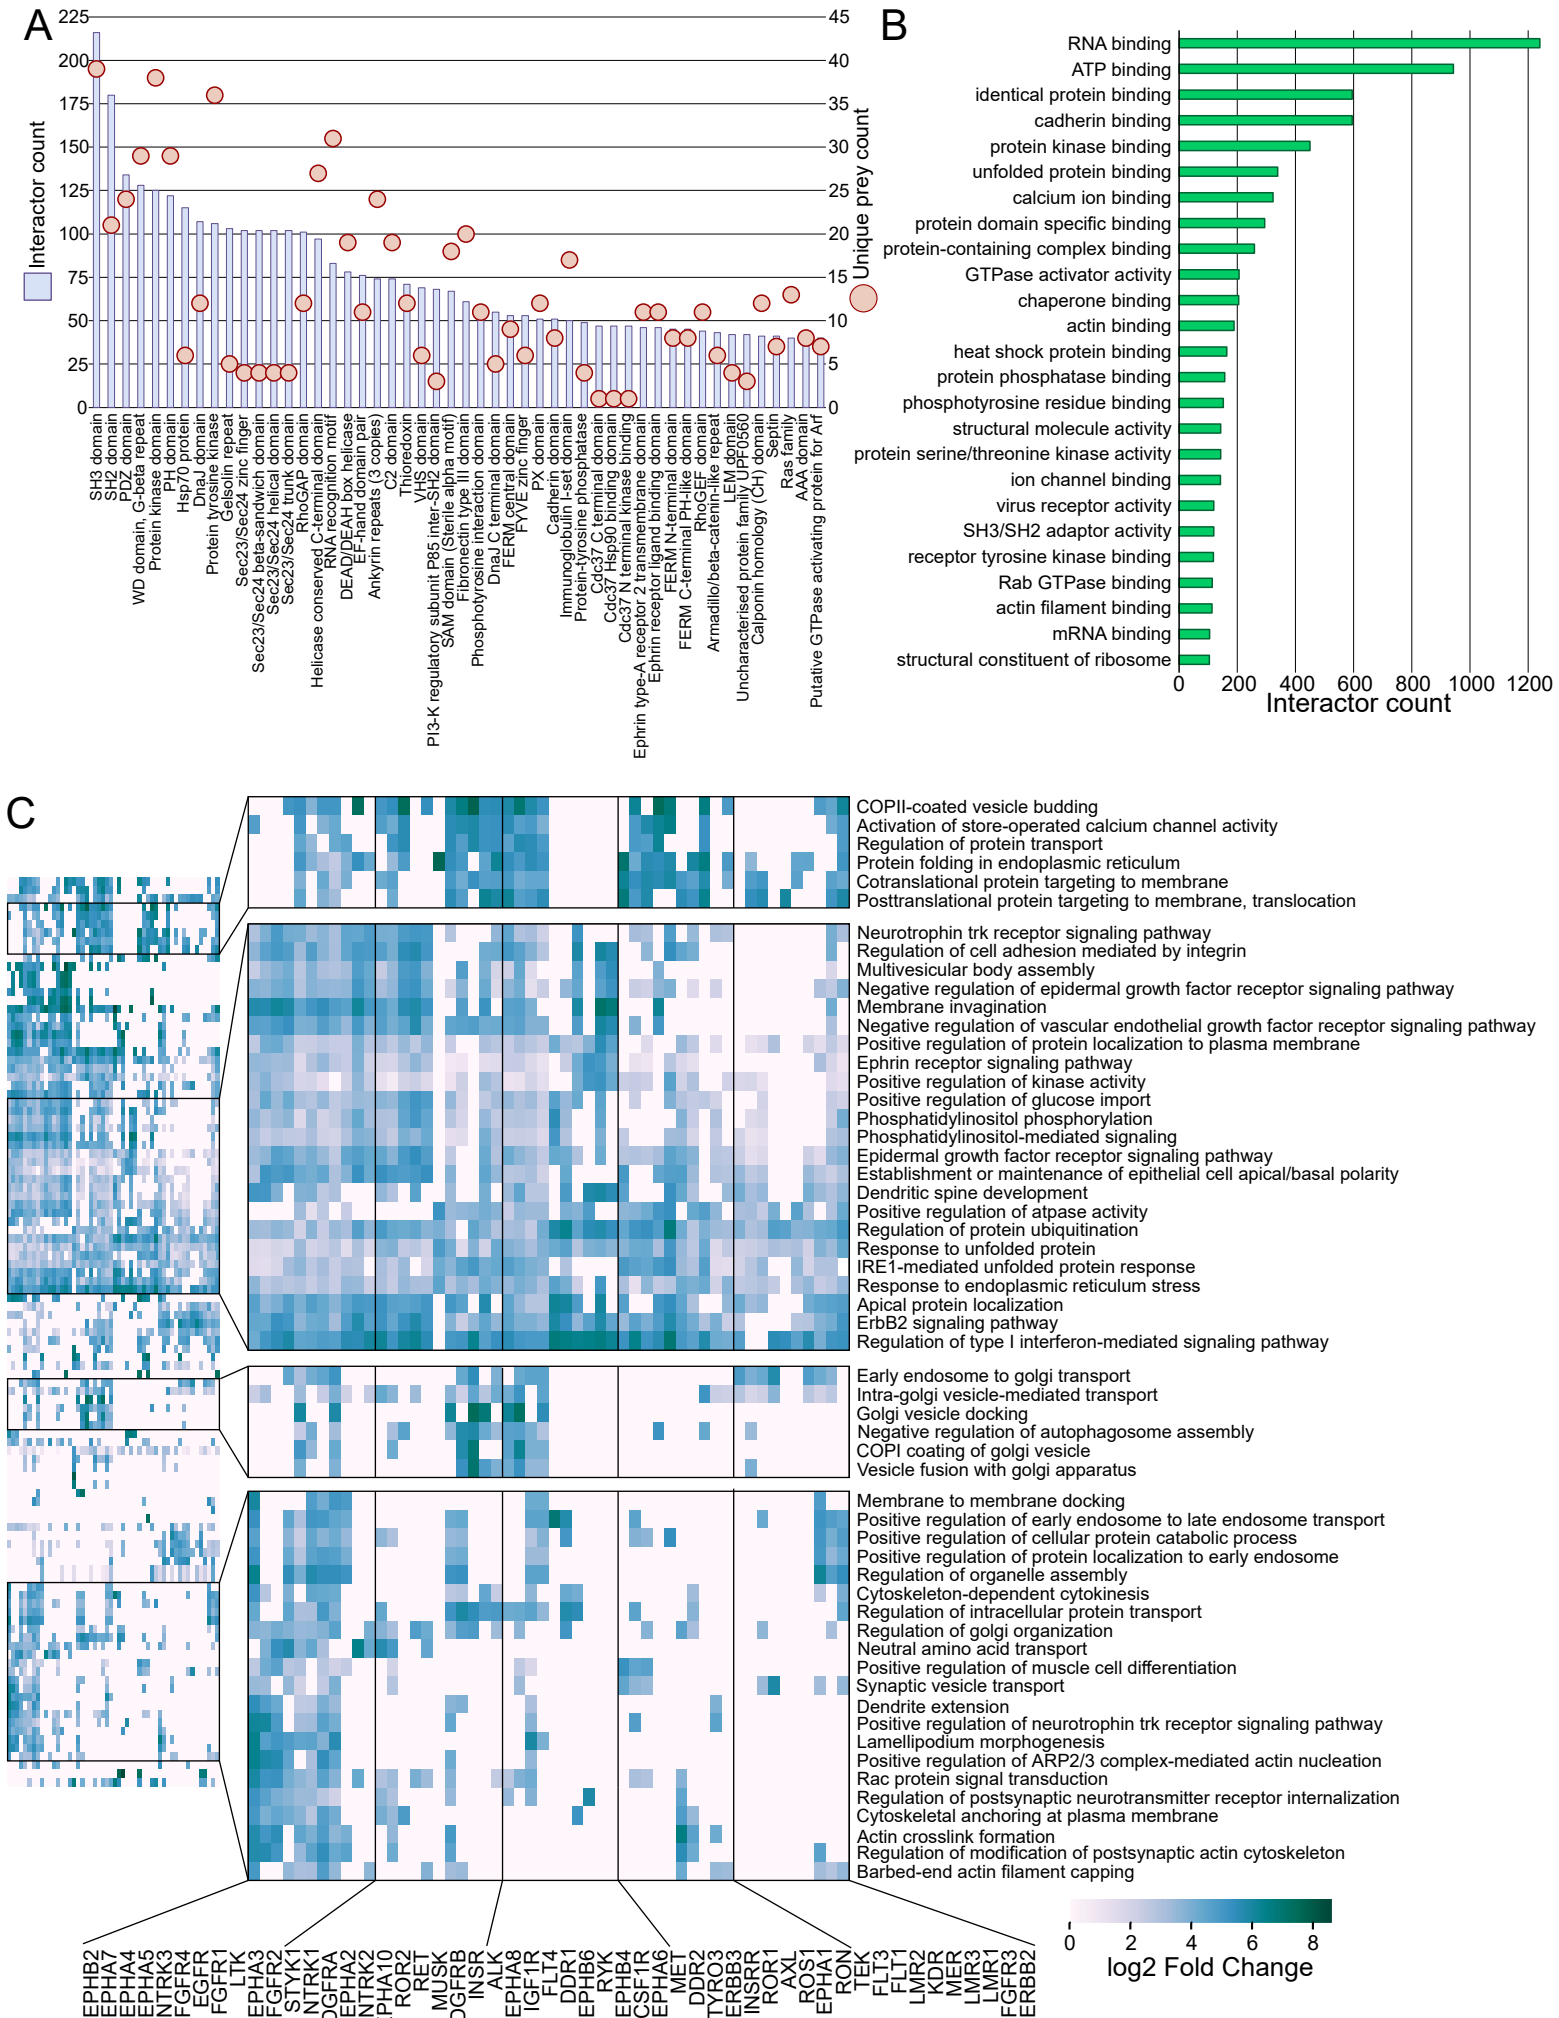 A
225
200
175
150
125
100
75
50
25
0
45
40
35
30
25
20
15
10
5
0
Interactor count
Unique prey count
SH3 domain
SH2 domain
PDZ domain
WD domain, G-beta repeat
Protein kinase domain
PH domain
Hsp70 protein
DnaJ domain
Protein tyrosine kinase
Gelsolin repeat
Sec23/Sec24 zinc finger
Sec23/Sec24 beta-sandwich domain
Sec23/Sec24 helical domain
Sec23/Sec24 trunk domain
RhoGAP domain
Helicase conserved C-terminal domain
RNA recognition motif
DEAD/DEAH box helicase
EF-hand domain pair
Ankyrin repeats (3 copies)
C2 domain
Thioredoxin
VHS domain
PI3-K regulatory subunit P85 inter-SH2 domain
SAM domain (Sterile alpha motif)
Fibronectin type III domain
Phosphotyrosine interaction domain
DnaJ C terminal domain
FERM central domain
FYVE zinc finger
PX domain
Cadherin domain
Immunoglobulin I-set domain
Protein-tyrosine phosphatase
Cdc37 C terminal domain
Cdc37 Hsp90 binding domain
Cdc37 N terminal kinase binding
Ephrin type-A receptor 2 transmembrane domain
Ephrin receptor ligand binding domain
FERM N-terminal domain
FERM C-terminal PH-like domain
RhoGEF domain
Armadillo/beta-catenin-like repeat
LEM domain
Uncharacterised protein family UPF0560
Calponin homology (CH) domain
Septin
Ras family
AAA domain
Putative GTPase activating protein for Arf
B
RNA binding
ATP binding
identical protein binding
cadherin binding
protein kinase binding
unfolded protein binding
calcium ion binding
protein domain specific binding
protein-containing complex binding
GTPase activator activity
chaperone binding
actin binding
heat shock protein binding
protein phosphatase binding
phosphotyrosine residue binding
structural molecule activity
protein serine/threonine kinase activity
ion channel binding
virus receptor activity
SH3/SH2 adaptor activity
receptor tyrosine kinase binding
Rab GTPase binding
actin filament binding
mRNA binding
structural constituent of ribosome
0 200 400 600 800 1000 1200
Interactor count
C
COPII-coated vesicle budding
Activation of store-operated calcium channel activity
Regulation of protein transport
Protein folding in endoplasmic reticulum
Cotranslational protein targeting to membrane
Posttranslational protein targeting to membrane, translocation
Neurotrophin trk receptor signaling pathway
Regulation of cell adhesion mediated by integrin
Multivesicular body assembly
Negative regulation of epidermal growth factor receptor signaling pathway
Membrane invagination
Negative regulation of vascular endothelial growth factor receptor signaling pathway
Positive regulation of protein localization to plasma membrane
Ephrin receptor signaling pathway
Positive regulation of kinase activity
Positive regulation of glucose import
Phosphatidylinositol phosphorylation
Phosphatidylinositol-mediated signaling
Epidermal growth factor receptor signaling pathway
Establishment or maintenance of epithelial cell apical/basal polarity
Dendritic spine development
Positive regulation of atpase activity
Regulation of protein ubiquitination
Response to unfolded protein
IRE1-mediated unfolded protein response
Response to endoplasmic reticulum stress
Apical protein localization
ErbB2 signaling pathway
Regulation of type I interferon-mediated signaling pathway
Early endosome to golgi transport
Intra-golgi vesicle-mediated transport
Golgi vesicle docking
Negative regulation of autophagosome assembly
COPI coating of golgi vesicle
Vesicle fusion with golgi apparatus
Membrane to membrane docking
Positive regulation of early endosome to late endosome transport
Positive regulation of cellular protein catabolic process
Positive regulation of protein localization to early endosome
Regulation of organelle assembly
Cytoskeleton-dependent cytokinesis
Regulation of intracellular protein transport
Regulation of golgi organization
Neutral amino acid transport
Positive regulation of muscle cell differentiation
Synaptic vesicle transport
Dendrite extension
Positive regulation of neurotrophin trk receptor signaling pathway
Lamellipodium morphogenesis
Positive regulation of ARP2/3 complex-mediated actin nucleation
Rac protein signal transduction
Regulation of postsynaptic neurotransmitter receptor internalization
Cytoskeletal anchoring at plasma membrane
Actin crosslink formation
Regulation of modification of postsynaptic actin cytoskeleton
Barbed-end actin filament capping
EPHB2
EPHA7
EPHA4
EPHA5
NTRK3
FGFR4
EGFR
FGFR1
LTK
EPHA3
FGFR2
STYK1
NTRK1
DGFRA
EPHA2
NTRK2
PHA10
ROR2
RET
MUSK
DGFRB
INSR
ALK
EPHA8
IGF1R
FLT4
DDR1
EPHB6
RYK
EPHB4
CSF1R
EPHA6
MET
DDR2
TYRO3
ERBB3
INSRR
ROR1
AXL
ROS1
EPHA1
RON
TEK
FLT3
FLT1
LMR2
KDR
MER
LMR3
LMR1
FGFR3
ERBB2
0 2 4 6 8
log2 Fold Change